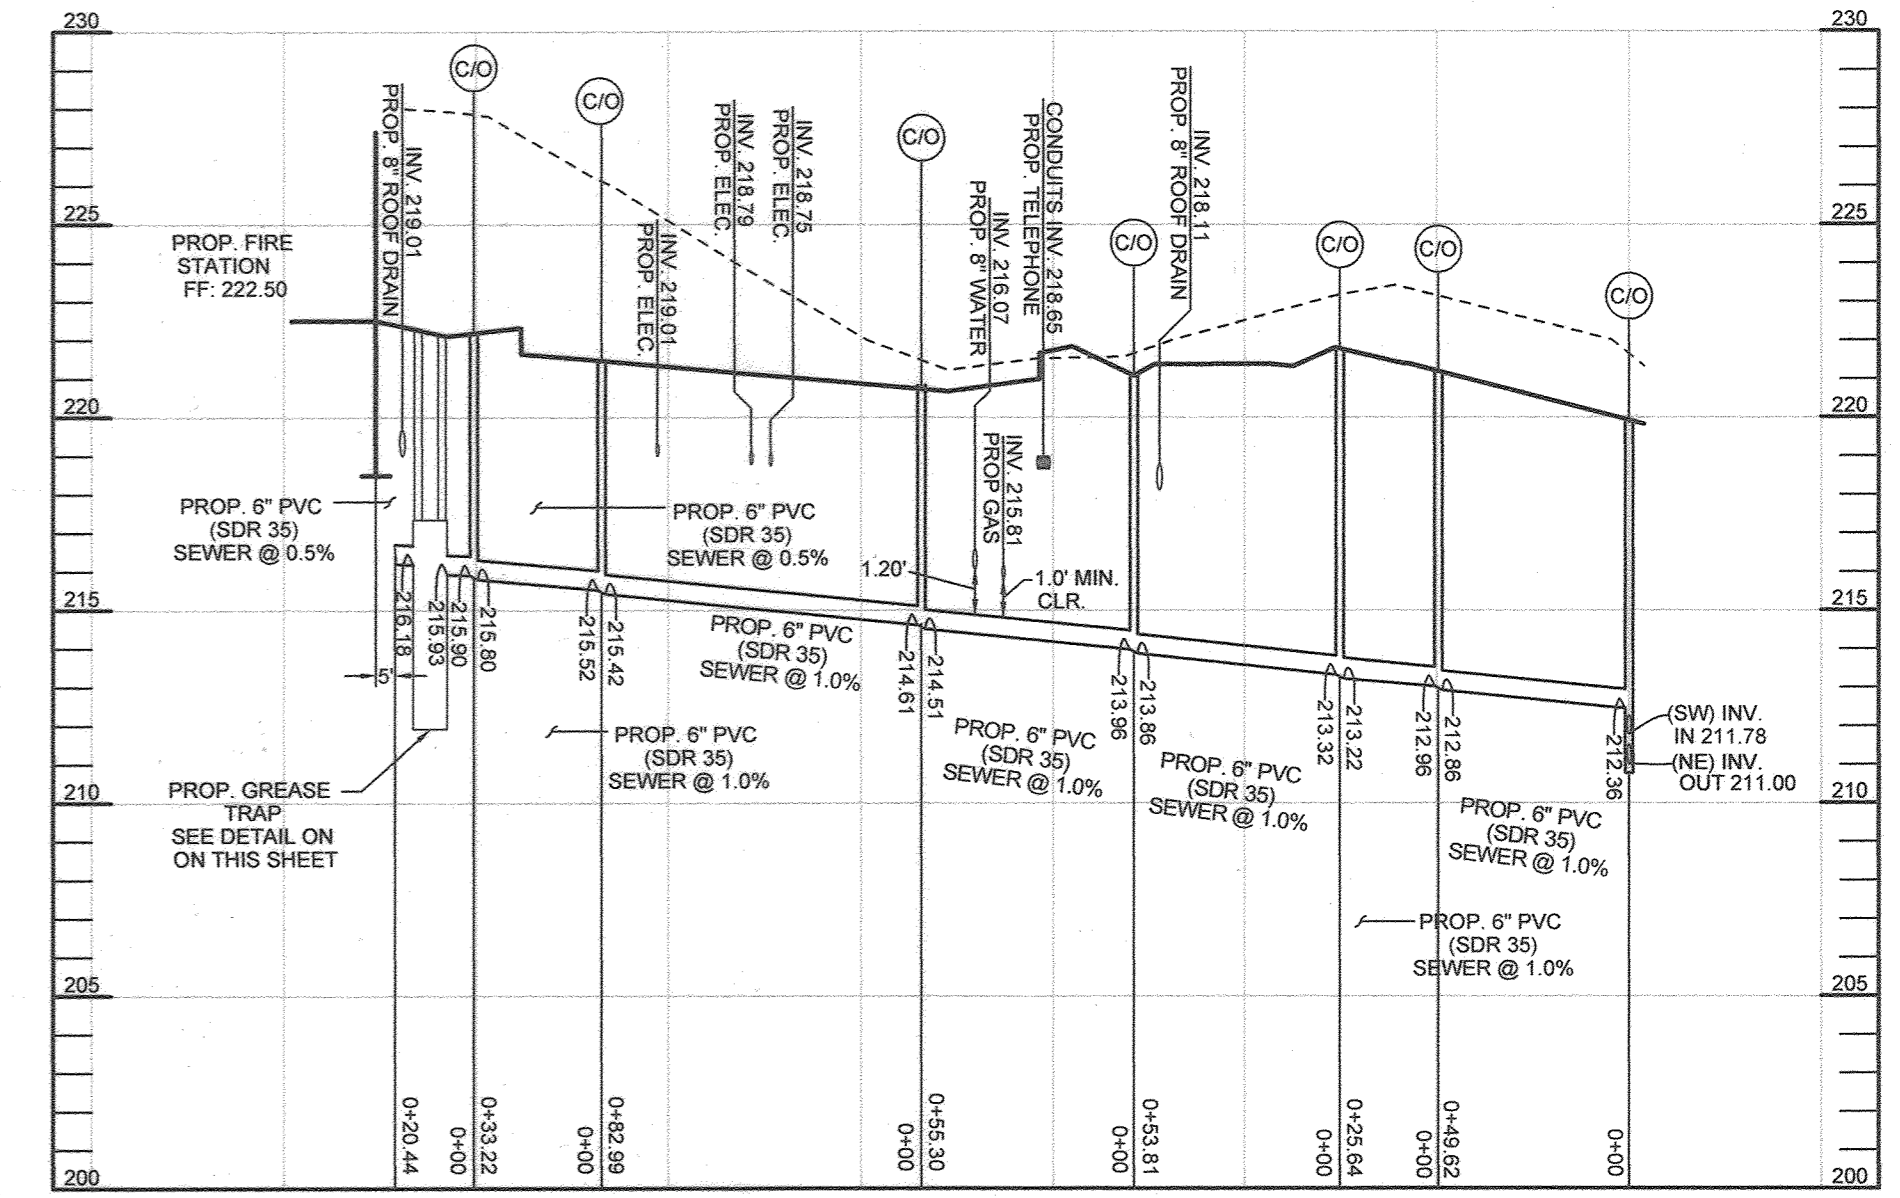 230
230
C/O
C/O
C/O
C/O
C/O
C/O
C/O
INV. 219.01
PROP. 8" ROOF DRAIN
INV. 219.01
PROP. ELEC.
INV. 218.79
PROP. ELEC.
INV. 218.75
PROP. ELEC.
INV. 216.07
PROP. 8" WATER
CONDUITS INV. 218.65
PROP. TELEPHONE
INV. 218.11
PROP. 8" ROOF DRAIN
225
225
PROP. FIRE
STATION
FF: 222.50
220
220
INV. 215.81
PROP GAS
PROP. 6" PVC
(SDR 35)
SEWER @ 0.5%
PROP. 6" PVC
(SDR 35)
SEWER @ 0.5%
1.20'
1.0' MIN.
CLR.
215
215
216.18
215.93
215.90
215.80
215.52
215.42
214.61
214.51
213.96
213.86
213.32
213.22
212.96
212.86
212.36
5'
PROP. 6" PVC
(SDR 35)
SEWER @ 1.0%
PROP. 6" PVC
(SDR 35)
SEWER @ 1.0%
PROP. 6" PVC
(SDR 35)
SEWER @ 1.0%
PROP. 6" PVC
(SDR 35)
SEWER @ 1.0%
PROP. 6" PVC
(SDR 35)
SEWER @ 1.0%
(SW) INV.
IN 211.78
(NE) INV.
OUT 211.00
PROP. GREASE
TRAP
SEE DETAIL ON
ON THIS SHEET
210
210
PROP. 6" PVC
(SDR 35)
SEWER @ 1.0%
205
205
0+20.44
0+33.22
0+00
0+82.99
0+00
0+55.30
0+00
0+53.81
0+00
0+25.64
0+00
0+49.62
0+00
0+00
200
200